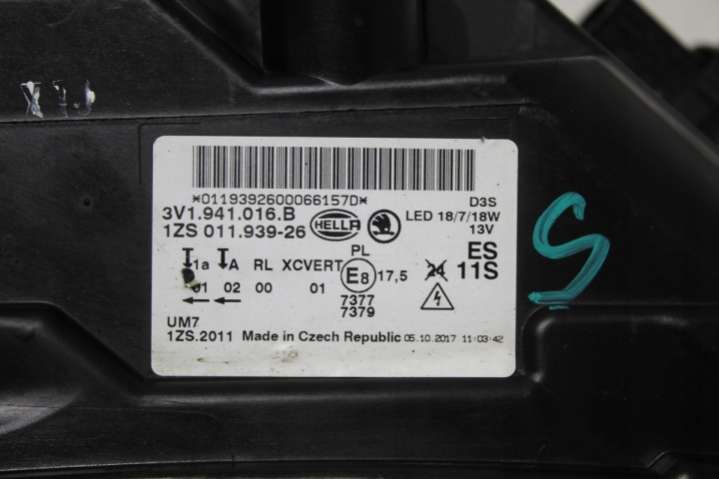 *0119392600066157D*
3V1.941.016.B HELLA D3S
LED 18/7/18W
1ZS 011.939-26 13V
PL ES
1a A RL XCVERT E8 17,5 24 11S
01 02 00 01
7377
7379
UM7
1ZS.2011 Made in Czech Republic 05.10.2017 11:03:42
S